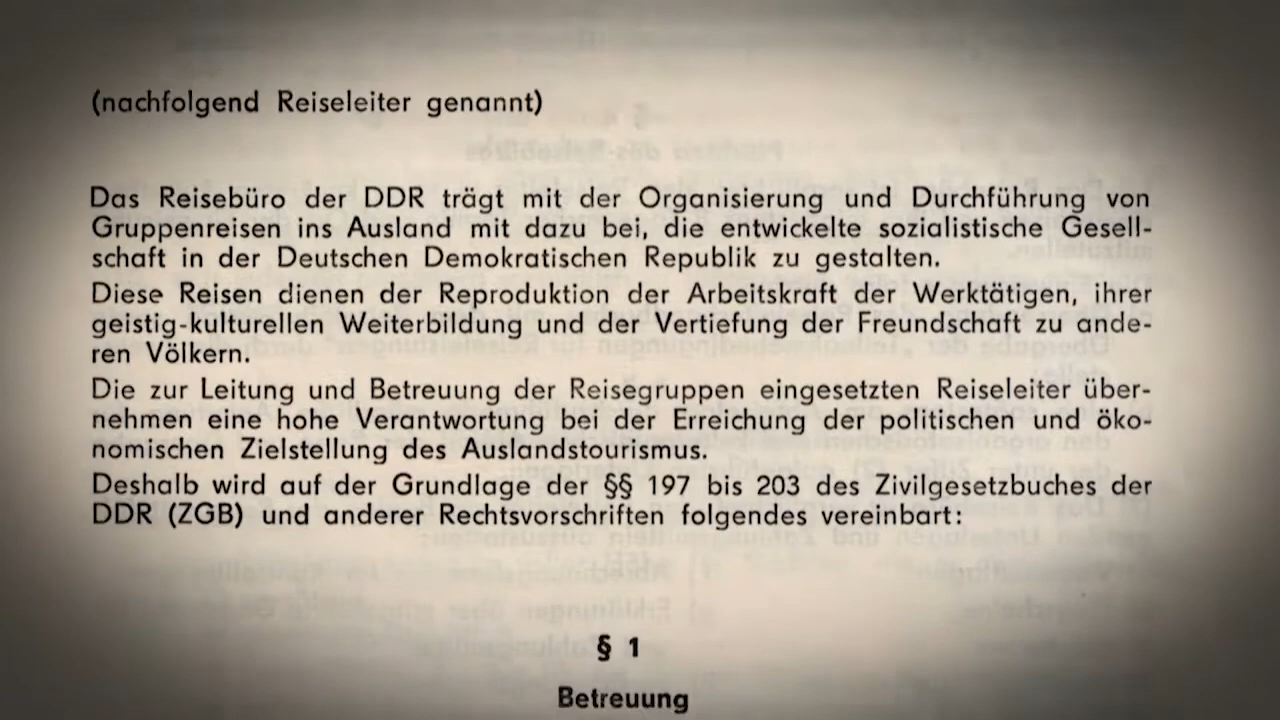 (nachfolgend Reiseleiter genannt)
Das Reisebüro der DDR trägt mit der Organisierung und Durchführung von
Gruppenreisen ins Ausland mit dazu bei, die entwickelte sozialistische Gesell-
schaft in der Deutschen Demokratischen Republik zu gestalten.
Diese Reisen dienen der Reproduktion der Arbeitskraft der Werktätigen, ihrer
geistig-kulturellen Weiterbildung und der Vertiefung der Freundschaft zu ande-
ren Völkern.
Die zur Leitung und Betreuung der Reisegruppen eingesetzten Reiseleiter über-
nehmen eine hohe Verantwortung bei der Erreichung der politischen und öko-
nomischen Zielstellung des Auslandstourismus.
Deshalb wird auf der Grundlage der §§ 197 bis 203 des Zivilgesetzbuches der
DDR (ZGB) und anderer Rechtsvorschriften folgendes vereinbart:
§ 1
Betreuung